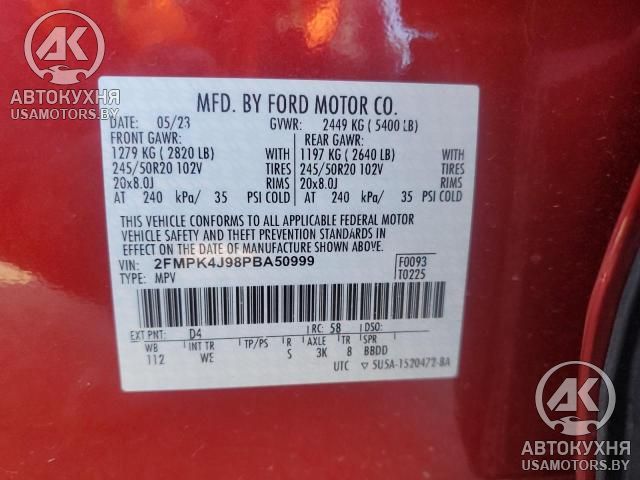 AK
АВТОКУХНЯ
USAMOTORS.BY
MFD. BY FORD MOTOR CO.
DATE: 05/23 GVWR: 2449 KG ( 5400 LB)
FRONT GAWR: REAR GAWR:
1279 KG ( 2820 LB) WITH 1197 KG ( 2640 LB) WITH
245/50R20 102V TIRES 245/50R20 102V TIRES
20x8.0J RIMS 20x8.0J RIMS
AT 240 kPa/ 35 PSI COLD AT 240 kPa/ 35 PSI COLD
THIS VEHICLE CONFORMS TO ALL APPLICABLE FEDERAL MOTOR
VEHICLE SAFETY AND THEFT PREVENTION STANDARDS IN EFFECT
ON THE DATE OF MANUFACTURE SHOWN ABOVE.
VIN: 2FMPK4J98PBA50999 F0093
TYPE: MPV T0225
EXT PNT: D4 RC: 58 DSO:
WB INT TR TP/PS R AXLE TR SPR
112 WE S 3K 8 BBDD
UTC 5U5A-1520472-BA
AK
АВТОКУХНЯ
USAMOTORS.BY